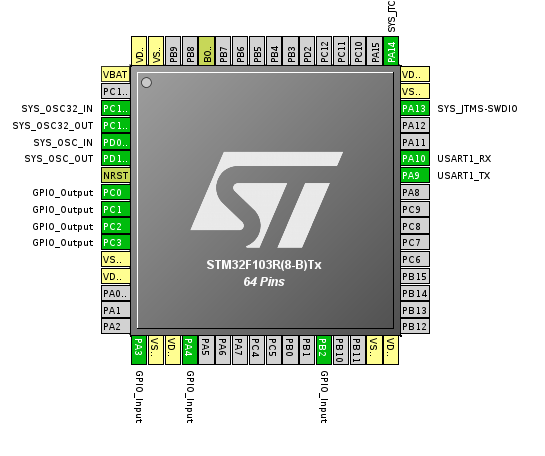 SYS_JTC
VD.. VS.. PB9 PB8 BO.. PB7 PB6 PB5 PB4 PB3 PD2 PC12 PC11 PC10 PA15 PA14
VBAT VD..
PC1.. VS..
SYS_OSC32_IN PC1.. PA13 SYS_JTMS-SWDIO
SYS_OSC32_OUT PC1.. PA12
SYS_OSC_IN PD0.. PA11
SYS_OSC_OUT PD1.. PA10 USART1_RX
NRST PA9 USART1_TX
GPIO_Output PC0 PA8
GPIO_Output PC1 PC9
GPIO_Output PC2 PC8
GPIO_Output PC3 PC7
VS.. PC6
VD.. PB15
PA0.. PB14
PA1 PB13
PA2 PB12
ST
STM32F103R(8-B)Tx
64 Pins
PA3 VS.. VD.. PA4 PA5 PA6 PA7 PC4 PC5 PB0 PB1 PB2 PB10 PB11 VS.. VD..
GPIO_Input GPIO_Input GPIO_Input